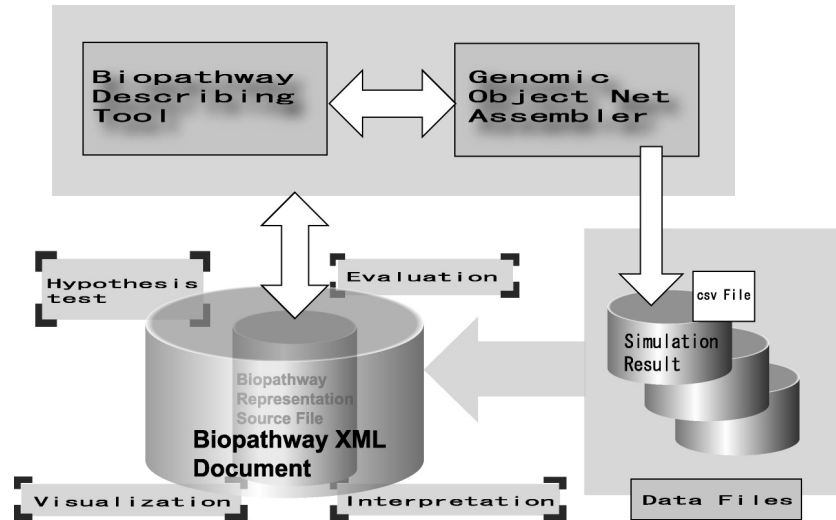 Biopathway
Describing
Tool
Genomic
Object Net
Assembler
Hypothesis
test
Evaluation
csv File
Simulation
Result
Biopathway
Representation
Source File
Biopathway XML
Document
Visualization
Interpretation
Data Files